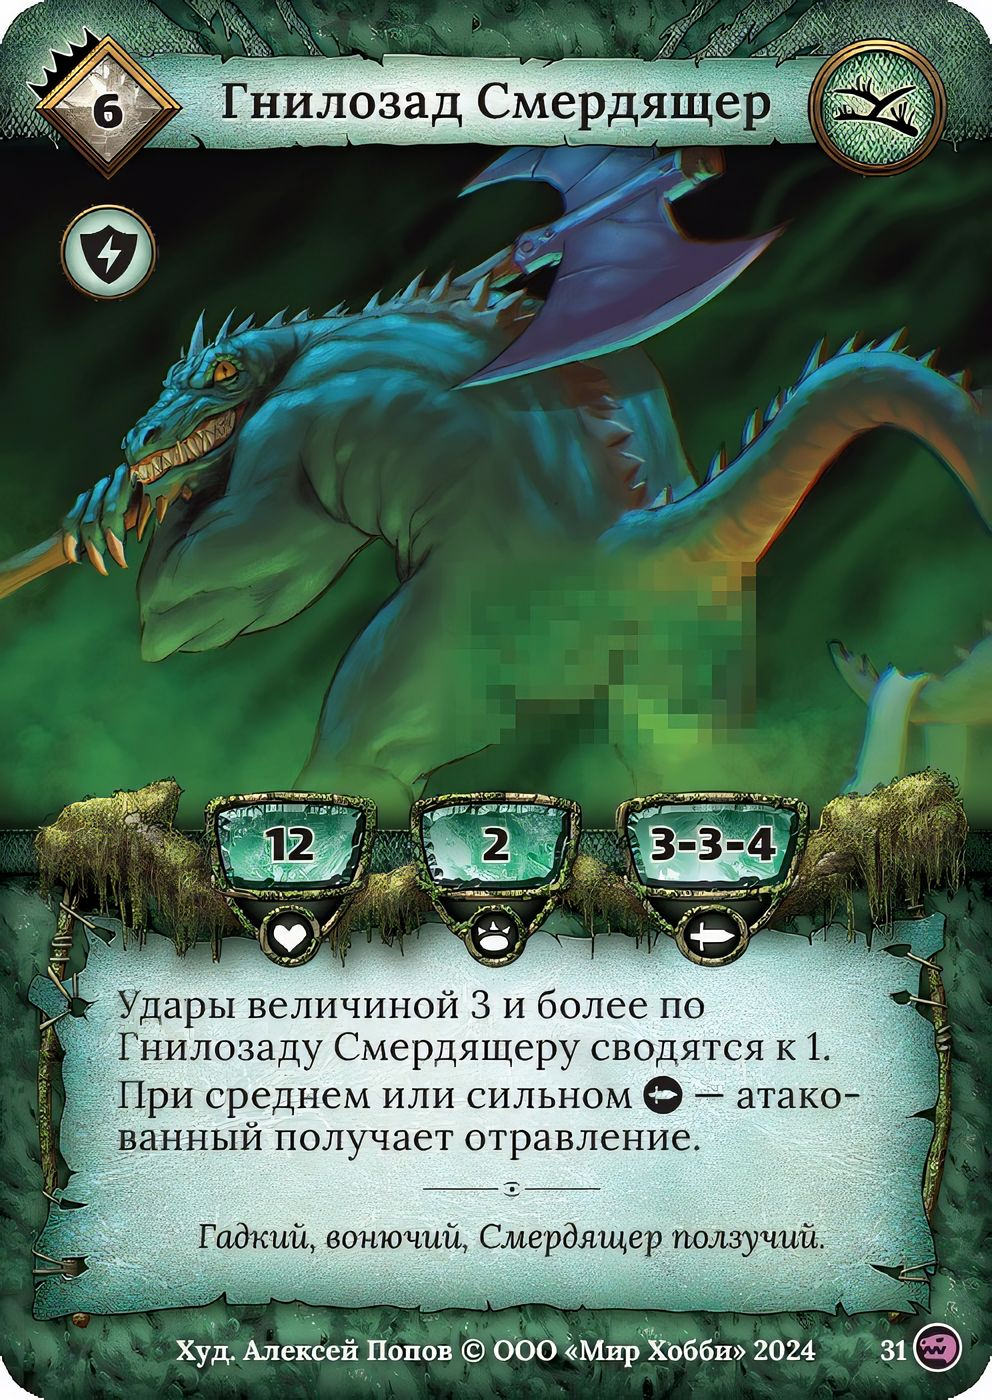 6
Гнилозад Смердящер
12
2
3-3-4
Удары величиной 3 и более по
Гнилозаду Смердящеру сводятся к 1.
При среднем или сильном — атако-
ванный получает отравление.
Гадкий, вонючий, Смердящер ползучий.
Худ. Алексей Попов © ООО «Мир Хобби» 2024
31